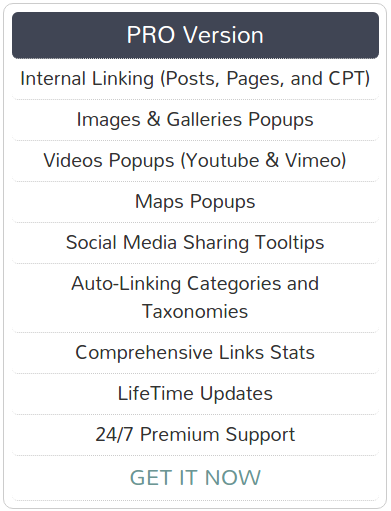 PRO Version
Internal Linking (Posts, Pages, and CPT)
Images & Galleries Popups
Videos Popups (Youtube & Vimeo)
Maps Popups
Social Media Sharing Tooltips
Auto-Linking Categories and
Taxonomies
Comprehensive Links Stats
LifeTime Updates
24/7 Premium Support
GET IT NOW